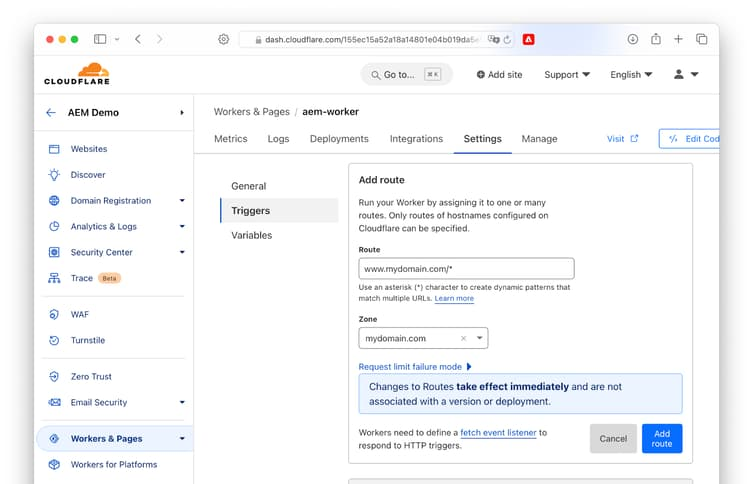 dash.cloudflare.com/155ec15a52a18a14801e04b019da5e
CLOUDFLARE
Go to... ⌘ K
Add site
Support
English
AEM Demo
Workers & Pages / aem-worker
Metrics
Logs
Deployments
Integrations
Settings
Manage
Visit
Edit Cod
Websites
Discover
Domain Registration
Analytics & Logs
Security Center
Trace Beta
WAF
Turnstile
Zero Trust
Email Security
Workers & Pages
Workers for Platforms
General
Triggers
Variables
Add route
Run your Worker by assigning it to one or many
routes. Only routes of hostnames configured on
Cloudflare can be specified.
Route
www.mydomain.com/*
Use an asterisk (*) character to create dynamic patterns that
match multiple URLs. Learn more
Zone
mydomain.com
Request limit failure mode
Changes to Routes take effect immediately and are not
associated with a version or deployment.
Workers need to define a fetch event listener to
respond to HTTP triggers.
Cancel
Add
route